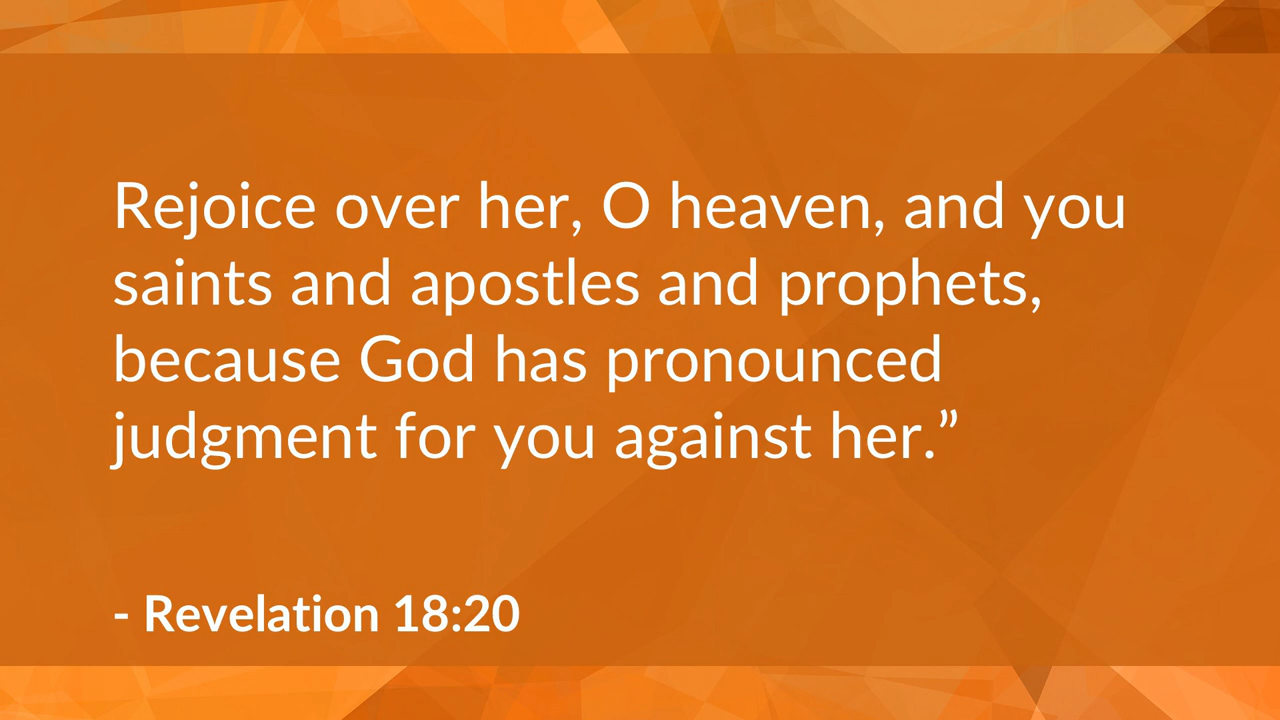 Rejoice over her, O heaven, and you
saints and apostles and prophets,
because God has pronounced
judgment for you against her.”
- Revelation 18:20